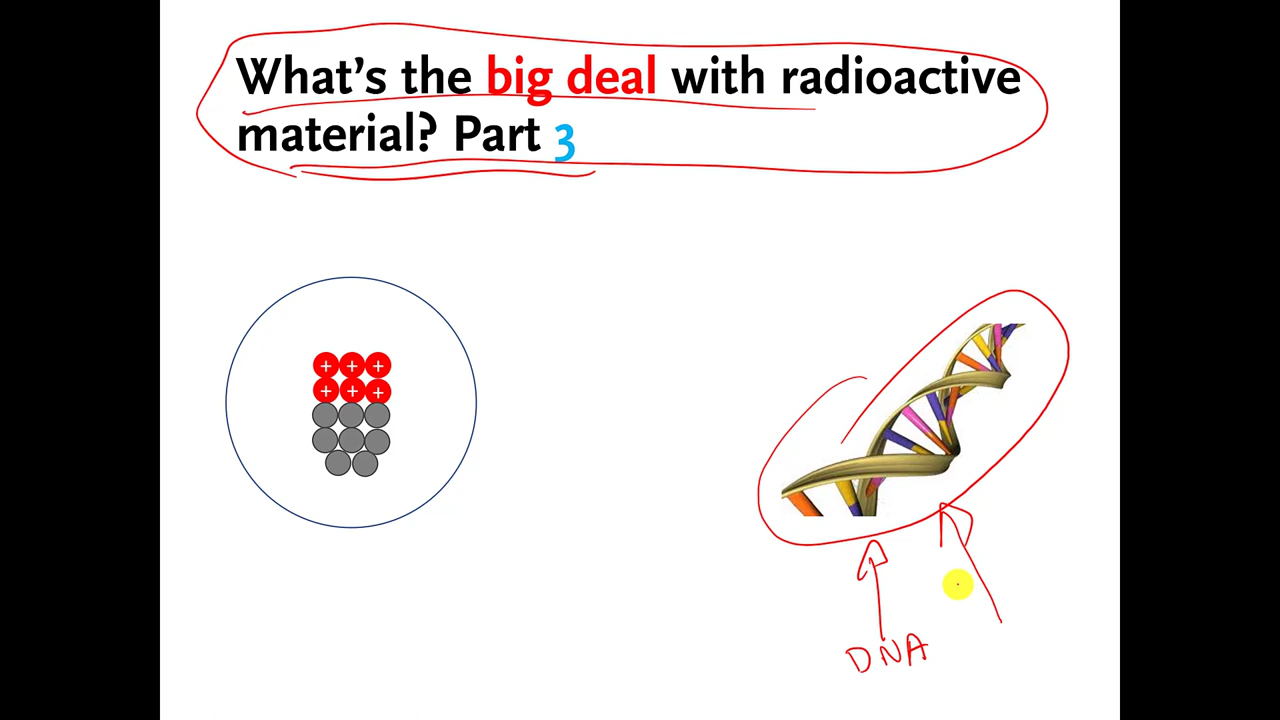 What's the big deal with radioactive
material? Part 3
+ + +
+ + +
DNA